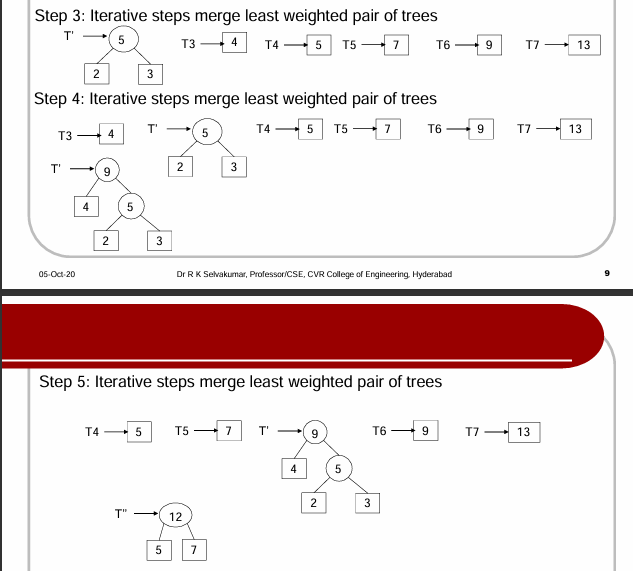 Step 3: Iterative steps merge least weighted pair of trees
T' 5 T3 4 T4 5 T5 7 T6 9 T7 13
2 3
Step 4: Iterative steps merge least weighted pair of trees
T3 4 T' 5 T4 5 T5 7 T6 9 T7 13
2 3
T' 9
4 5
2 3
05-Oct-20 Dr R K Selvakumar, Professor/CSE, CVR College of Engineering, Hyderabad 9
Step 5: Iterative steps merge least weighted pair of trees
T4 5 T5 7 T' 9 T6 9 T7 13
4 5
2 3
T'' 12
5 7